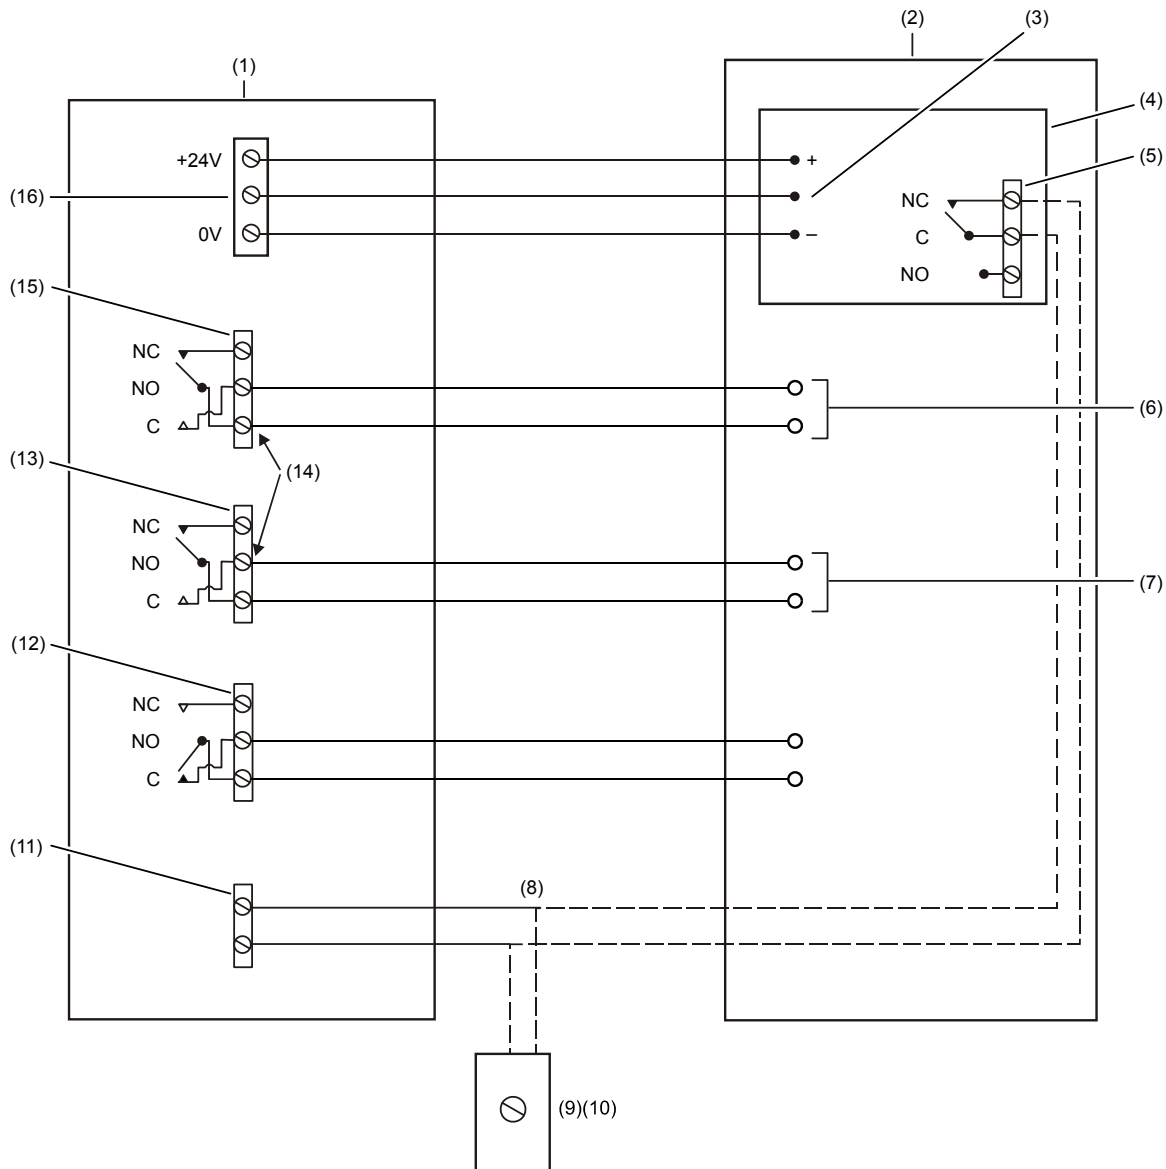 (2)
(3)
(1)
(4)
+24V
+
(5)
(16)
NC
0V
–
C
NO
(15)
NC
NO
(6)
C
(13)
(14)
NC
NO
(7)
C
(12)
NC
NO
C
(11)
(8)
(9)(10)